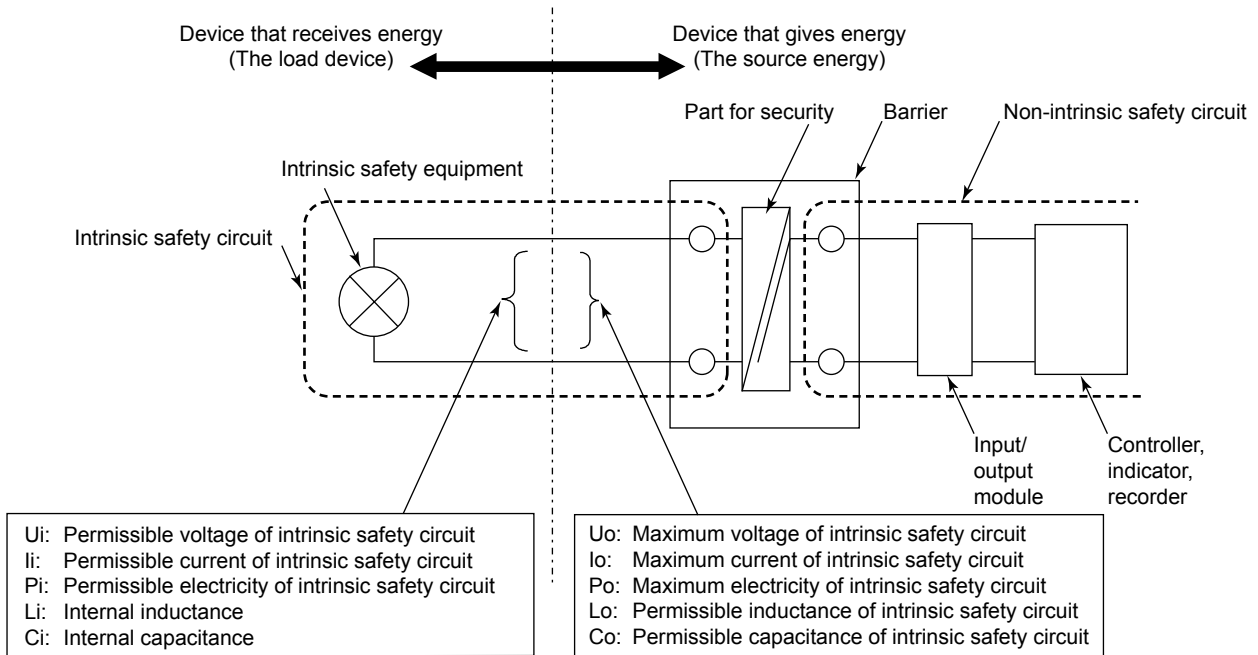 Device that receives energy
(The load device)
Device that gives energy
(The source energy)
Part for security
Barrier
Non-intrinsic safety circuit
Intrinsic safety equipment
Intrinsic safety circuit
Input/
output
module
Controller,
indicator,
recorder
Ui: Permissible voltage of intrinsic safety circuit
Ii: Permissible current of intrinsic safety circuit
Pi: Permissible electricity of intrinsic safety circuit
Li: Internal inductance
Ci: Internal capacitance
Uo: Maximum voltage of intrinsic safety circuit
Io: Maximum current of intrinsic safety circuit
Po: Maximum electricity of intrinsic safety circuit
Lo: Permissible inductance of intrinsic safety circuit
Co: Permissible capacitance of intrinsic safety circuit